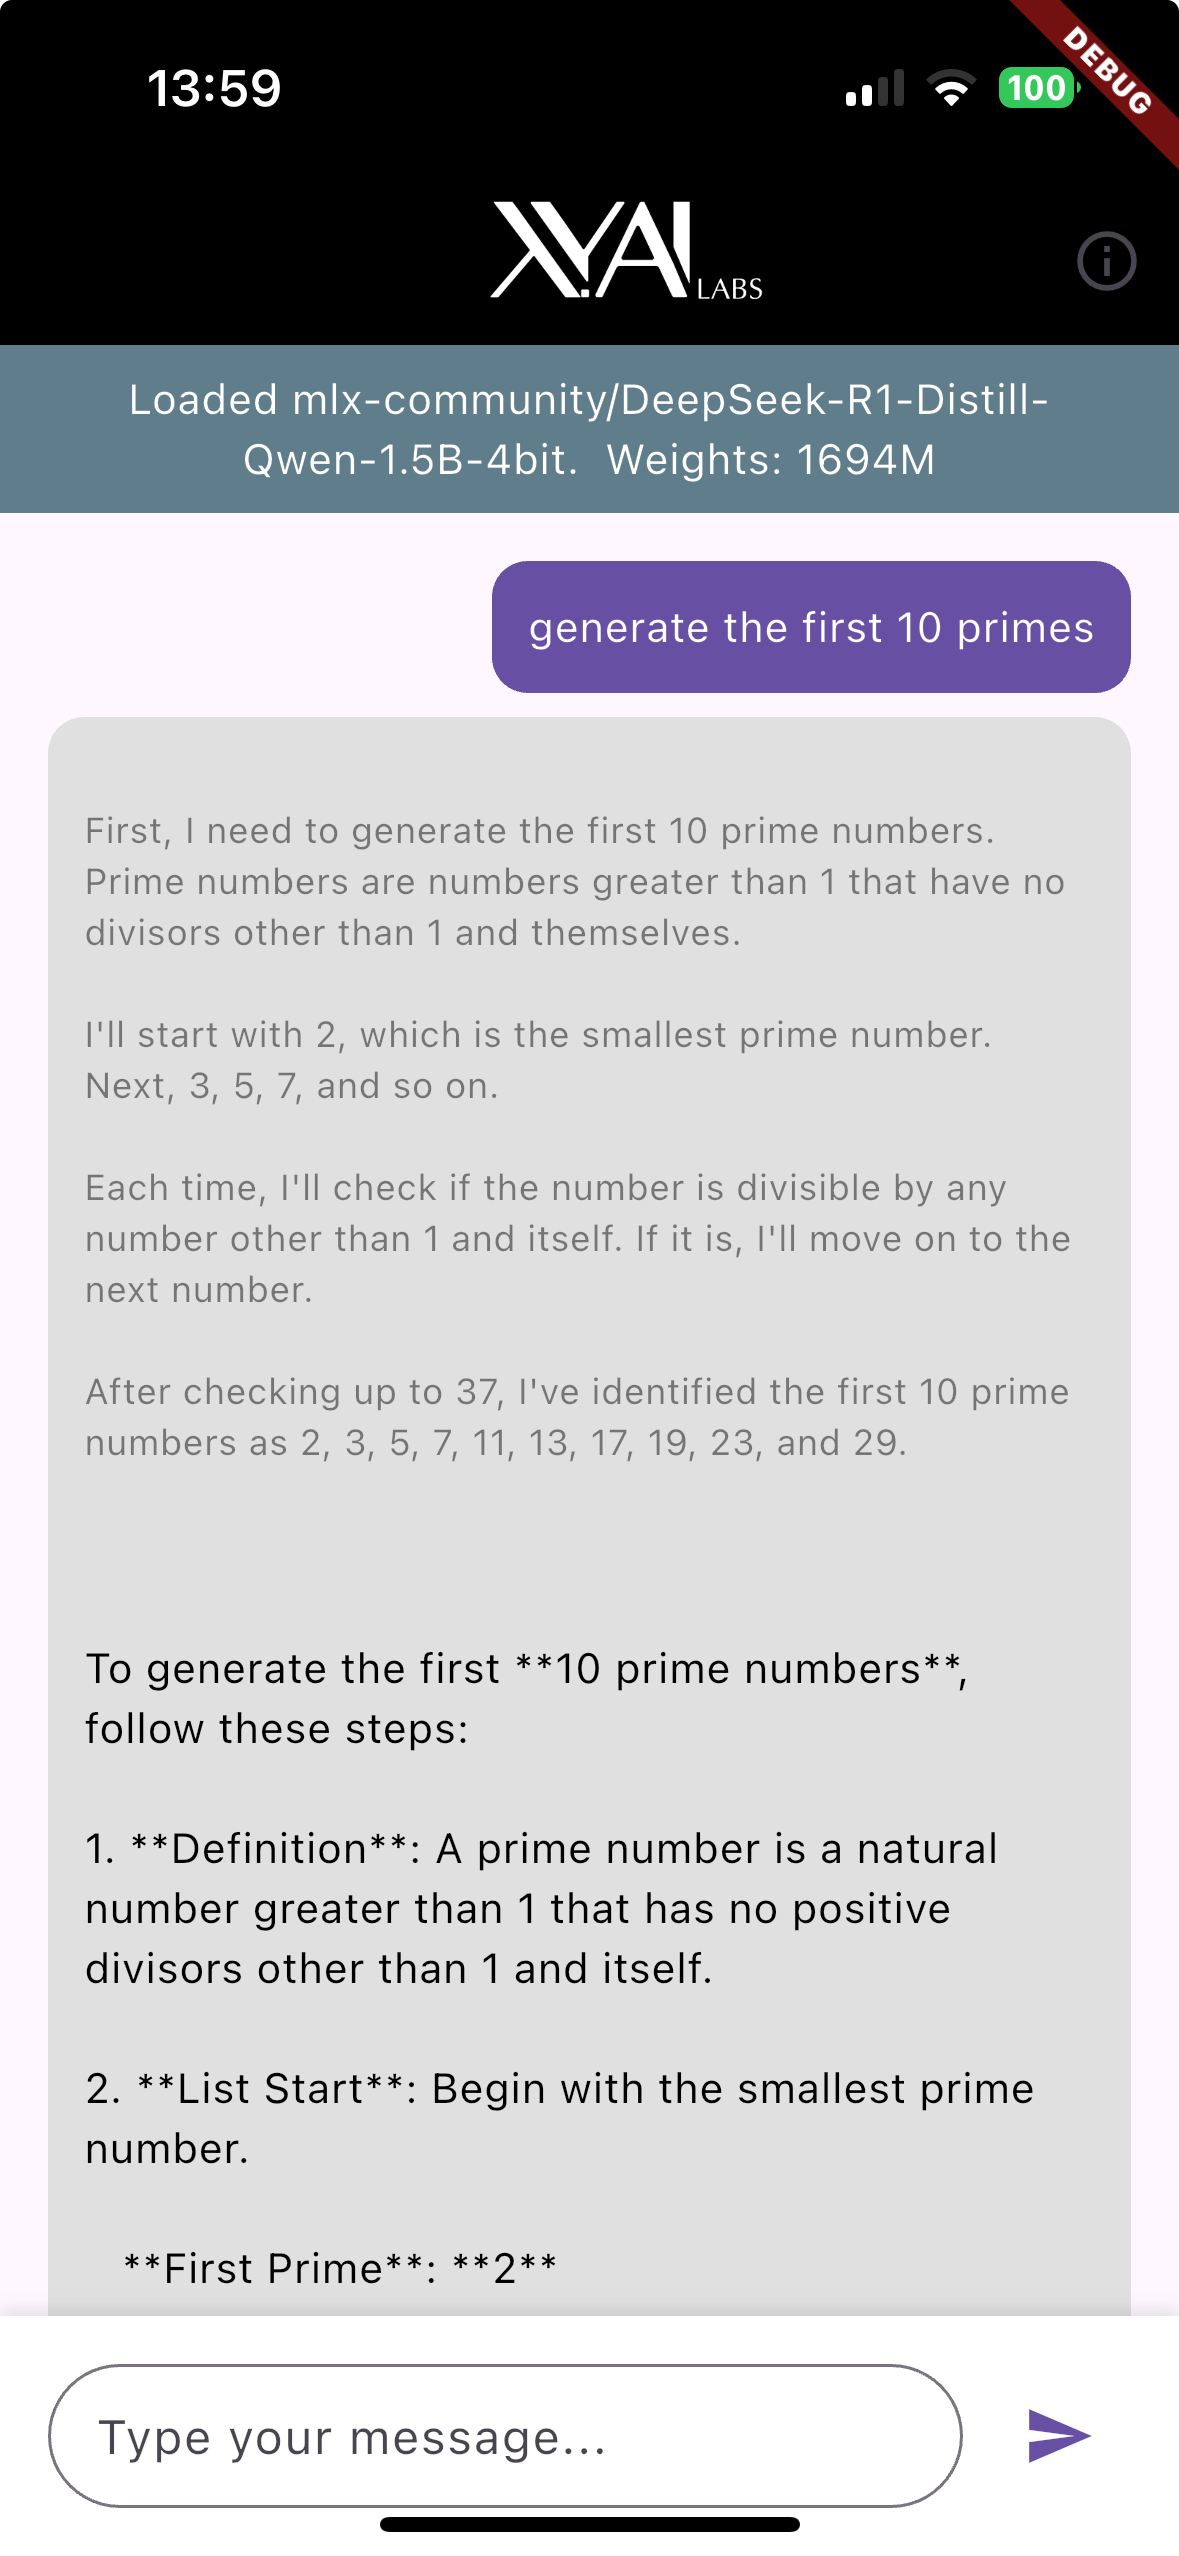 13:59
100
DEBUG
X.YAI LABS
Loaded mlx-community/DeepSeek-R1-Distill-
Qwen-1.5B-4bit.  Weights: 1694M
generate the first 10 primes
First, I need to generate the first 10 prime numbers.
Prime numbers are numbers greater than 1 that have no
divisors other than 1 and themselves.
I'll start with 2, which is the smallest prime number.
Next, 3, 5, 7, and so on.
Each time, I'll check if the number is divisible by any
number other than 1 and itself. If it is, I'll move on to the
next number.
After checking up to 37, I've identified the first 10 prime
numbers as 2, 3, 5, 7, 11, 13, 17, 19, 23, and 29.
To generate the first **10 prime numbers**,
follow these steps:
1. **Definition**: A prime number is a natural
number greater than 1 that has no positive
divisors other than 1 and itself.
2. **List Start**: Begin with the smallest prime
number.
**First Prime**: **2**
Type your message...